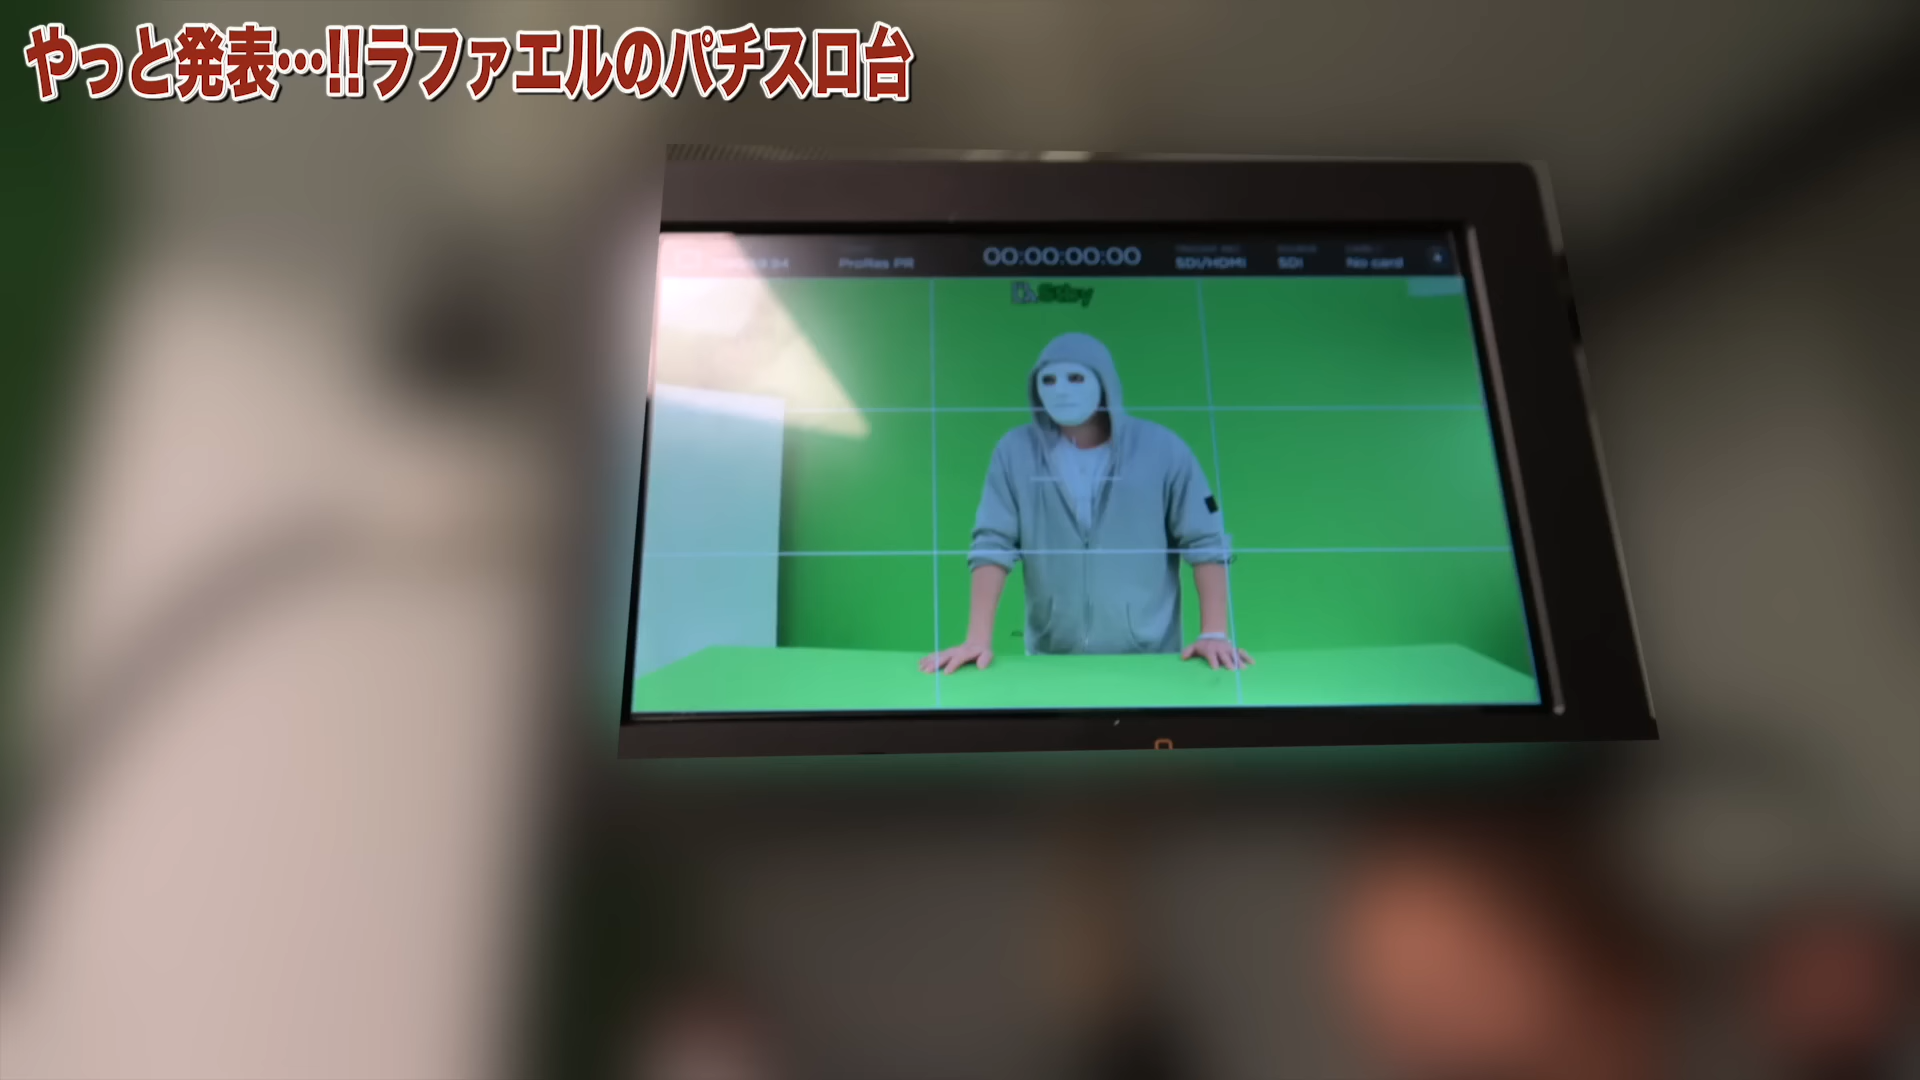 やっと発表…!!ラファエルのパチスロ台
ProRes PR
00:00:00:00
SDI/HDMI
SDI
No card
Stby